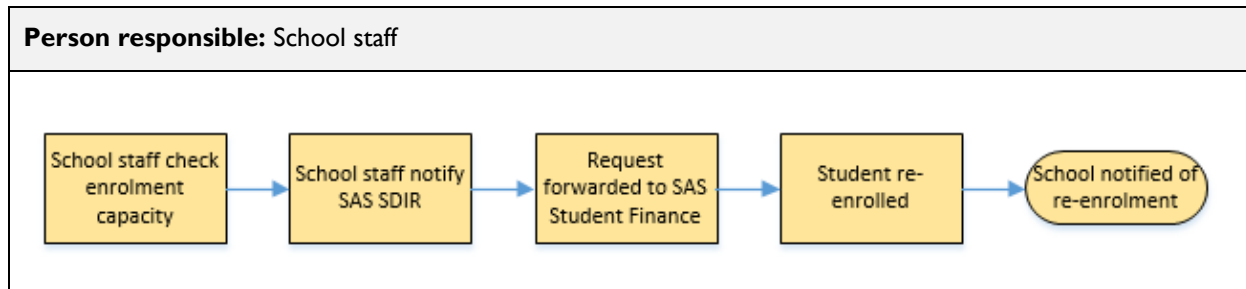 Person responsible: School staff
School staff check
enrolment
capacity
School staff notify
SAS SDIR
Request
forwarded to SAS
Student Finance
Student re-
enrolled
School notified of
re-enrolment